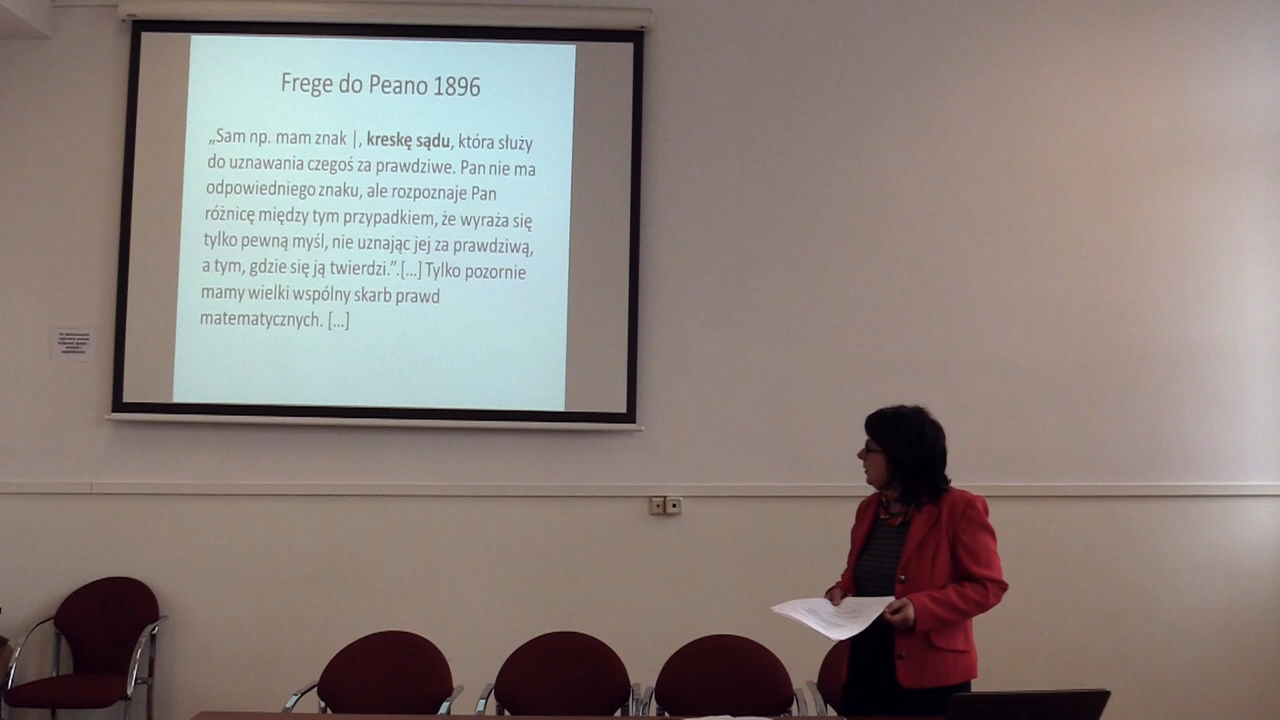 Frege do Peano 1896
„Sam np. mam znak |, kreskę sądu, która służy
do uznawania czegoś za prawdziwe. Pan nie ma
odpowiedniego znaku, ale rozpoznaje Pan
różnicę między tym przypadkiem, że wyraża się
tylko pewną myśl, nie uznając jej za prawdziwą,
a tym, gdzie się ją twierdzi.”.[...] Tylko pozornie
mamy wielki wspólny skarb prawd
matematycznych. [...]